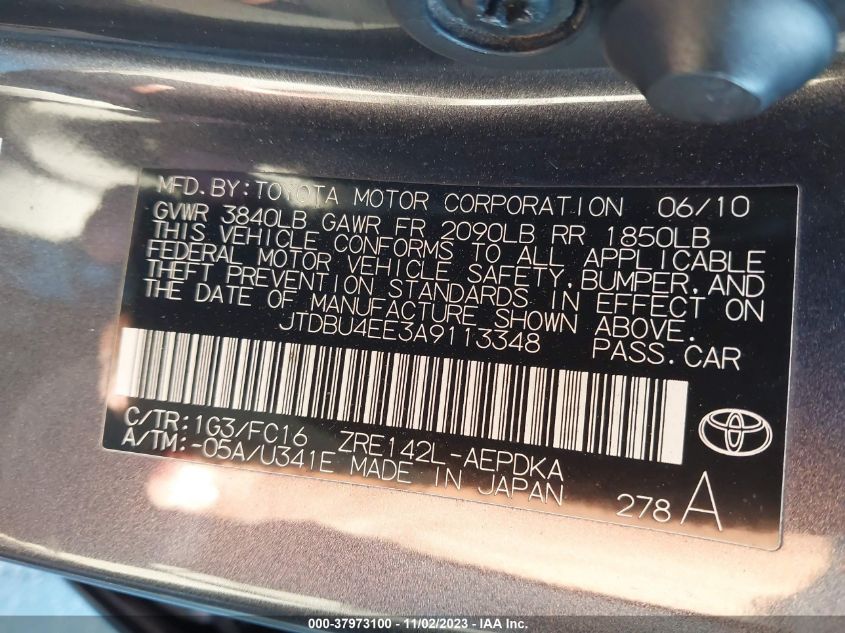 MFD.BY:TOYOTA MOTOR CORPORATION 06/10
GVWR 3840LB GAWR FR 2090LB RR 1850LB
THIS VEHICLE CONFORMS TO ALL APPLICABLE
FEDERAL MOTOR VEHICLE SAFETY,BUMPER,AND
THEFT PREVENTION STANDARDS IN EFFECT ON
THE DATE OF MANUFACTURE SHOWN ABOVE.
JTDBU4EE3A9113348 PASS.CAR
C/TR:1G3/FC16 ZRE142L-AEPDKA
A/TM:-05A/U341E MADE IN JAPAN
278 A
000-37973100 - 11/02/2023 - IAA Inc.